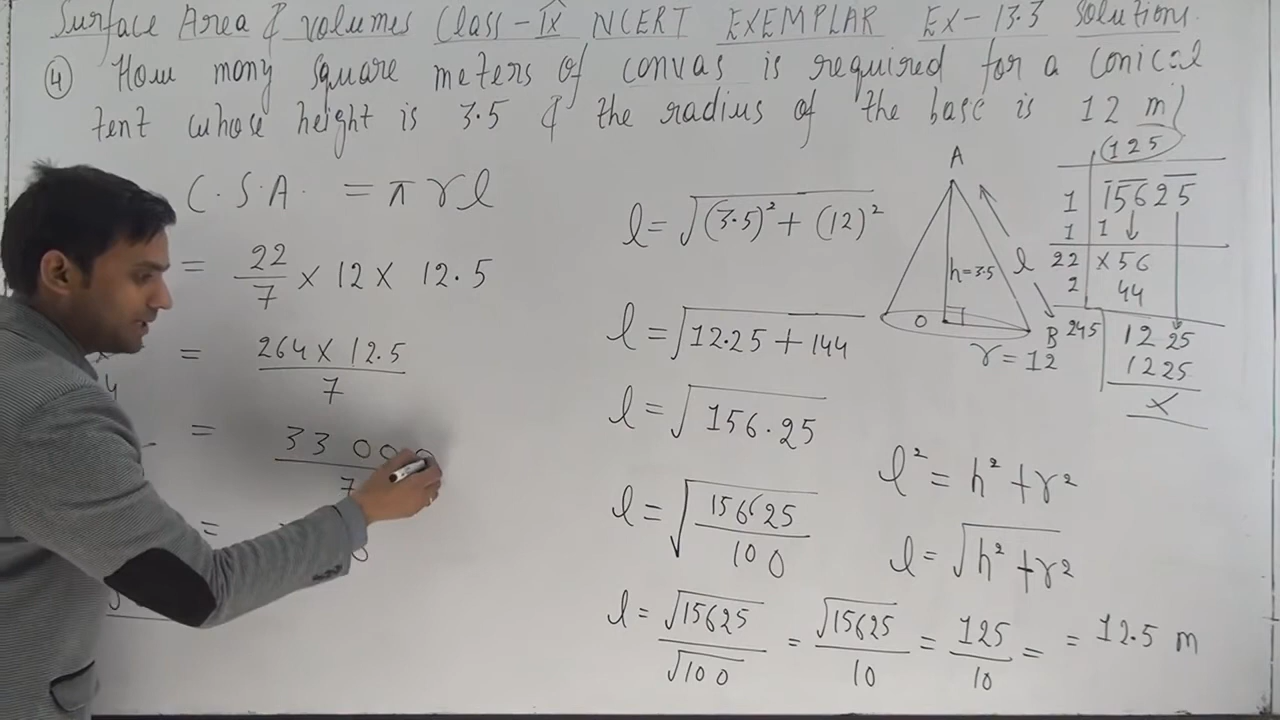 Surface Area & volumes Class - IX NCERT EXEMPLAR EX - 13.3 Solutions.
④ How many square meters of convas is required for a conical
tent whose height is 3.5 & the radius of the base is 12 m?
C.S.A. = π r l
= 22/7 × 12 × 12.5
= 264 × 12.5 / 7
= 33 000 / 7
=
l = √(3.5)² + (12)²
l = √12.25 + 144
l = √156.25
l = √15625/100
l = √15625/√100 = √15625/10 = 125/10 = = 12.5 m
A
h = 3.5
l
O
B
r = 12
l² = h² + r²
l = √h² + r²
125
1 15625
1 1
22 ×56
2 44
245 1225
1225
×